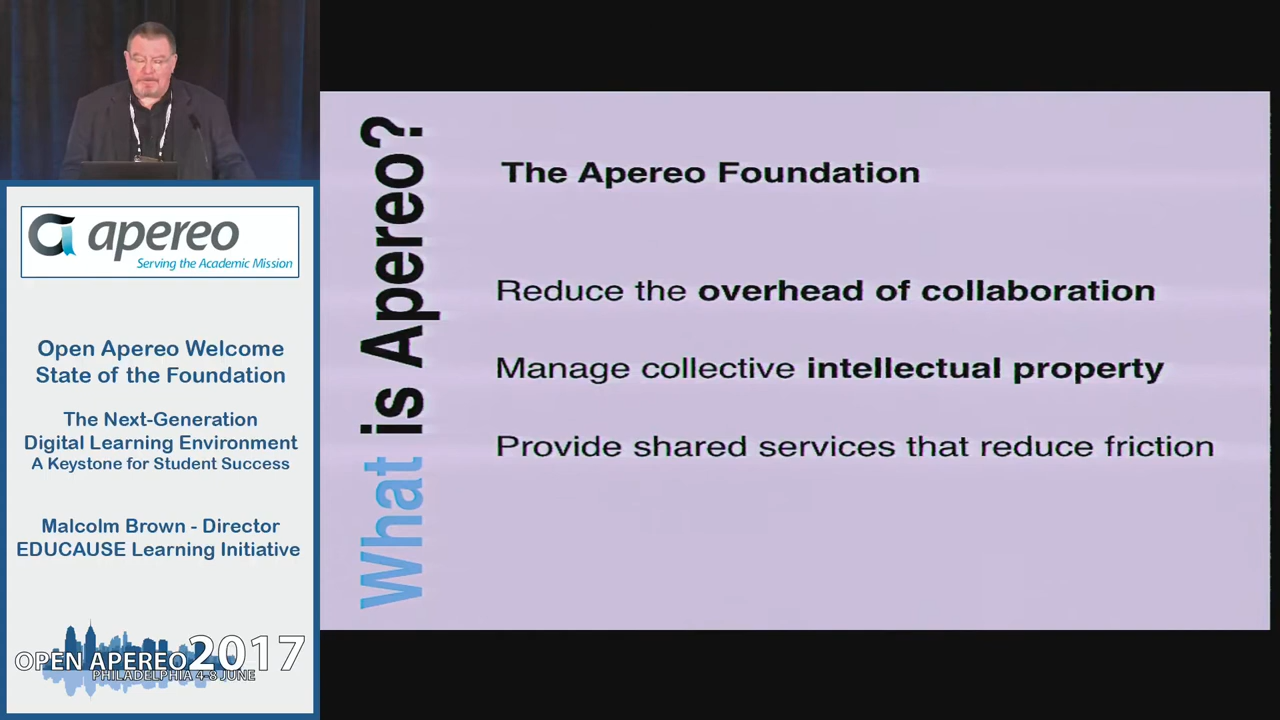 apereo
Serving the Academic Mission
Open Apereo Welcome
State of the Foundation
The Next-Generation
Digital Learning Environment
A Keystone for Student Success
Malcolm Brown - Director
EDUCAUSE Learning Initiative
OPEN APEREO 2017
PHILADELPHIA 4-8 JUNE
What is Apereo?
The Apereo Foundation
Reduce the overhead of collaboration
Manage collective intellectual property
Provide shared services that reduce friction